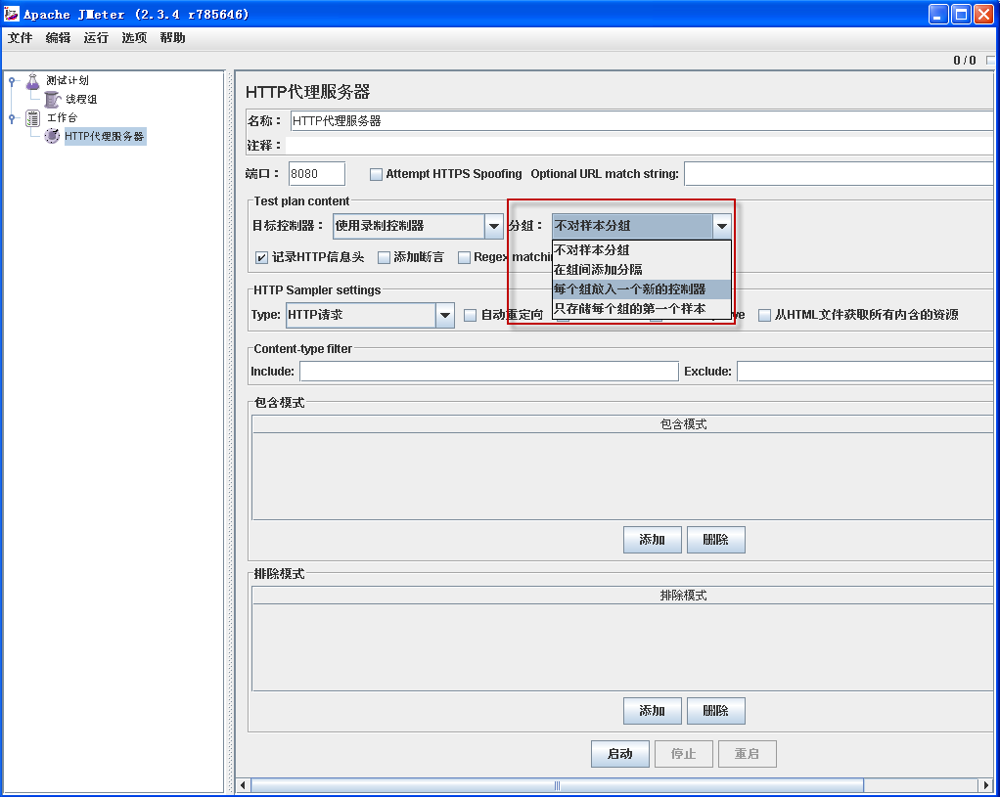 Apache JMeter (2.3.4 r785646)
文件 编辑 运行 选项 帮助
0 / 0
测试计划
线程组
工作台
HTTP代理服务器
HTTP代理服务器
名称： HTTP代理服务器
注释：
端口： 8080 Attempt HTTPS Spoofing Optional URL match string:
Test plan content
目标控制器： 使用录制控制器 分组： 不对样本分组
不对样本分组
在组间添加分隔
每个组放入一个新的控制器
只存储每个组的第一个样本
记录HTTP信息头 添加断言 Regex
HTTP Sampler settings
Type: HTTP请求 自动重定向 从HTML文件获取所有内含的资源
Content-type filter
Include: Exclude:
包含模式
包含模式
添加 删除
排除模式
排除模式
添加 删除
启动 停止 重启